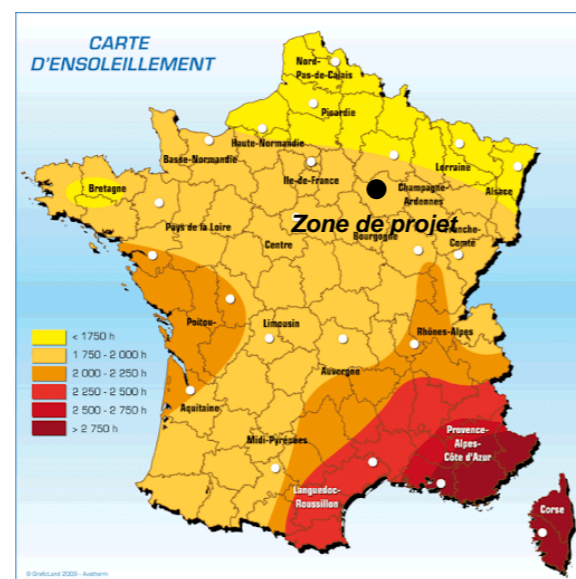 CARTE
D'ENSOLEILLEMENT
Nord-
Pas-de-Calais
Picardie
Haute-Normandie
Basse-Normandie
Ile-de-France
Lorraine
Alsace
Champagne-
Ardennes
Bretagne
Pays de la Loire
Zone de projet
Centre
Bourgogne
Franche-
Comté
Poitou-
Limousin
Rhônes-Alpes
Auvergne
Aquitaine
Midi-Pyrénées
Provence-
Alpes-
Côte d'Azur
Languedoc-
Roussillon
Corse
< 1750 h
1 750 - 2 000 h
2 000 - 2 250 h
2 250 - 2 500 h
2 500 - 2 750 h
> 2 750 h